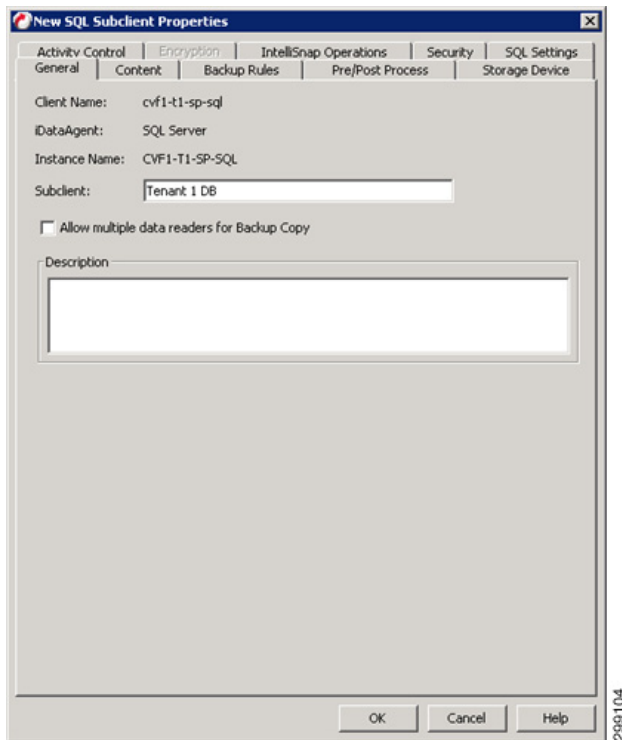 New SQL Subclient Properties
Activity Control Encryption IntelliSnap Operations Security SQL Settings
General Content Backup Rules Pre/Post Process Storage Device
Client Name: cvf1-t1-sp-sql
iDataAgent: SQL Server
Instance Name: CVF1-T1-SP-SQL
Subclient: Tenant 1 DB
Allow multiple data readers for Backup Copy
Description
OK Cancel Help
299104